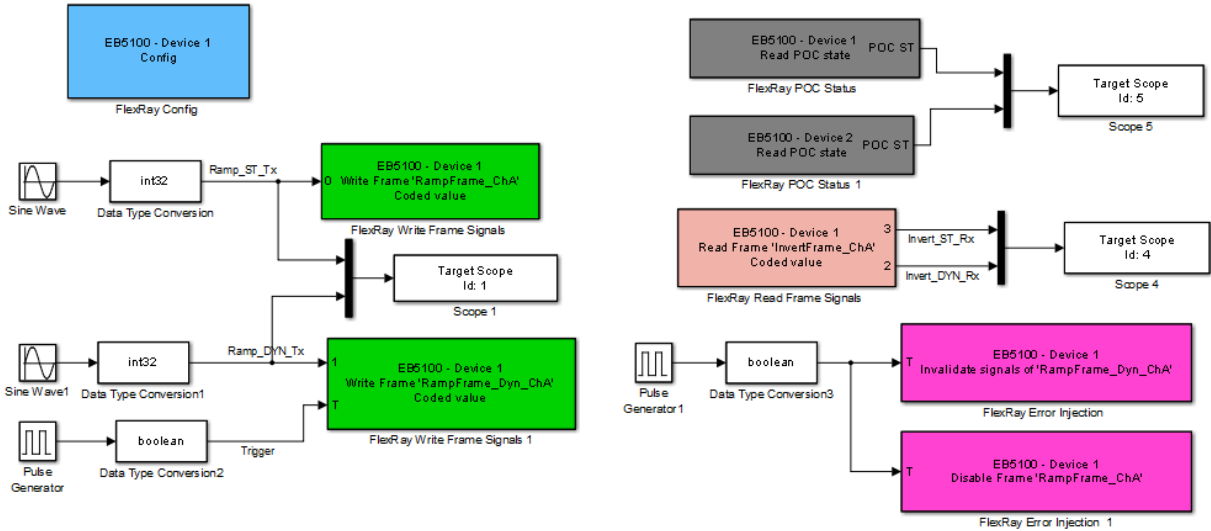 EB5100 - Device 1
Config
FlexRay Config
Sine Wave
int32
Data Type Conversion
Ramp_ST_Tx
0
EB5100 - Device 1
Write Frame'RampFrame_ChA'
Coded value
FlexRay Write Frame Signals
Target Scope
Id: 1
Scope 1
Sine Wave1
int32
Data Type Conversion1
Ramp_DYN_Tx
1
T
EB5100 - Device 1
Write Frame'RampFrame_Dyn_ChA'
Coded value
FlexRay Write Frame Signals 1
Pulse
Generator
boolean
Data Type Conversion2
Trigger
EB5100 - Device 1
Read POC state
POC ST
FlexRay POC Status
EB5100 - Device 2
Read POC state
POC ST
FlexRay POC Status 1
Target Scope
Id: 5
Scope 5
EB5100 - Device 1
Read Frame 'InvertFrame_ChA'
Coded value
3
2
FlexRay Read Frame Signals
Invert_ST_Rx
Invert_DYN_Rx
Target Scope
Id: 4
Scope 4
Pulse
Generator1
boolean
Data Type Conversion3
T
EB5100 - Device 1
Invalidate signals of'RampFrame_Dyn_ChA'
FlexRay Error Injection
T
EB5100 - Device 1
Disable Frame 'RampFrame_ChA'
FlexRay Error Injection 1